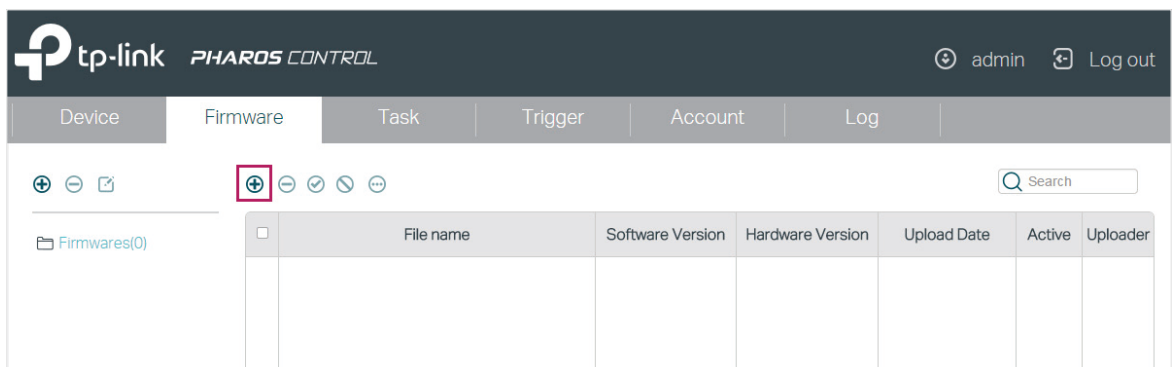 tp-link PHAROS CONTROL admin Log out
Device Firmware Task Trigger Account Log
Search
Firmwares(0)
File name Software Version Hardware Version Upload Date Active Uploader